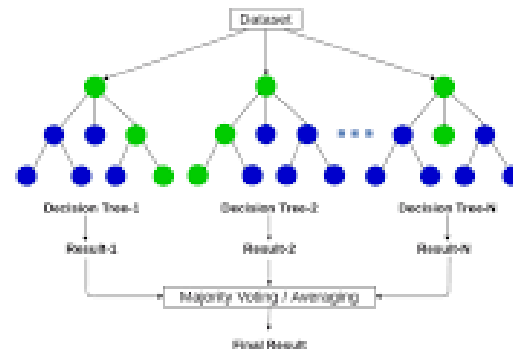 Dataset
Decision Tree-1 Decision Tree-2 Decision Tree-N
Result-1 Result-2 Result-N
Majority Voting / Averaging
Final Result